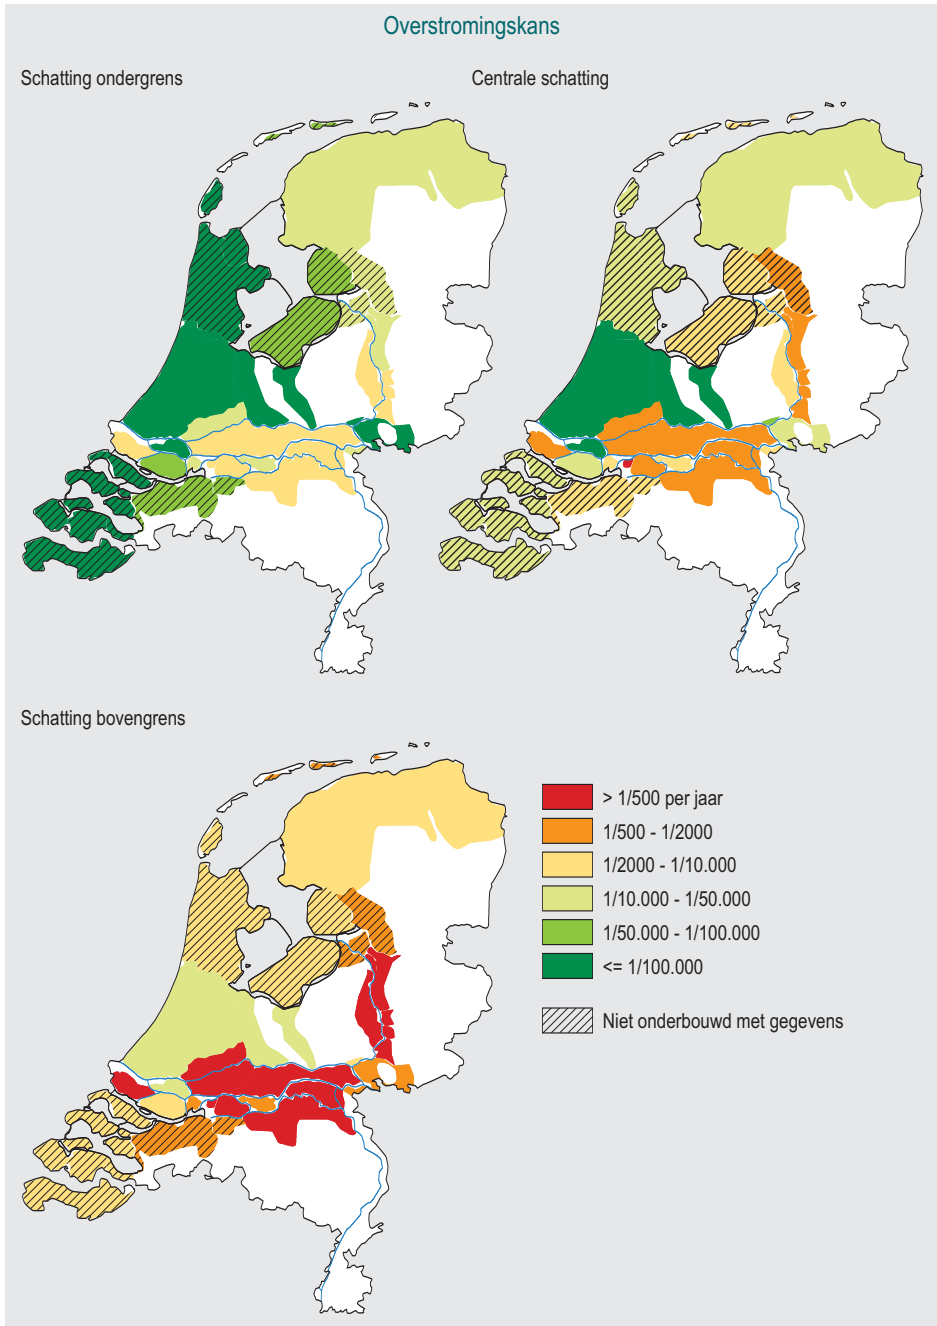 Overstromingskans
Schatting ondergrens
Centrale schatting
Schatting bovengrens
> 1/500 per jaar
1/500 - 1/2000
1/2000 - 1/10.000
1/10.000 - 1/50.000
1/50.000 - 1/100.000
<= 1/100.000
Niet onderbouwd met gegevens